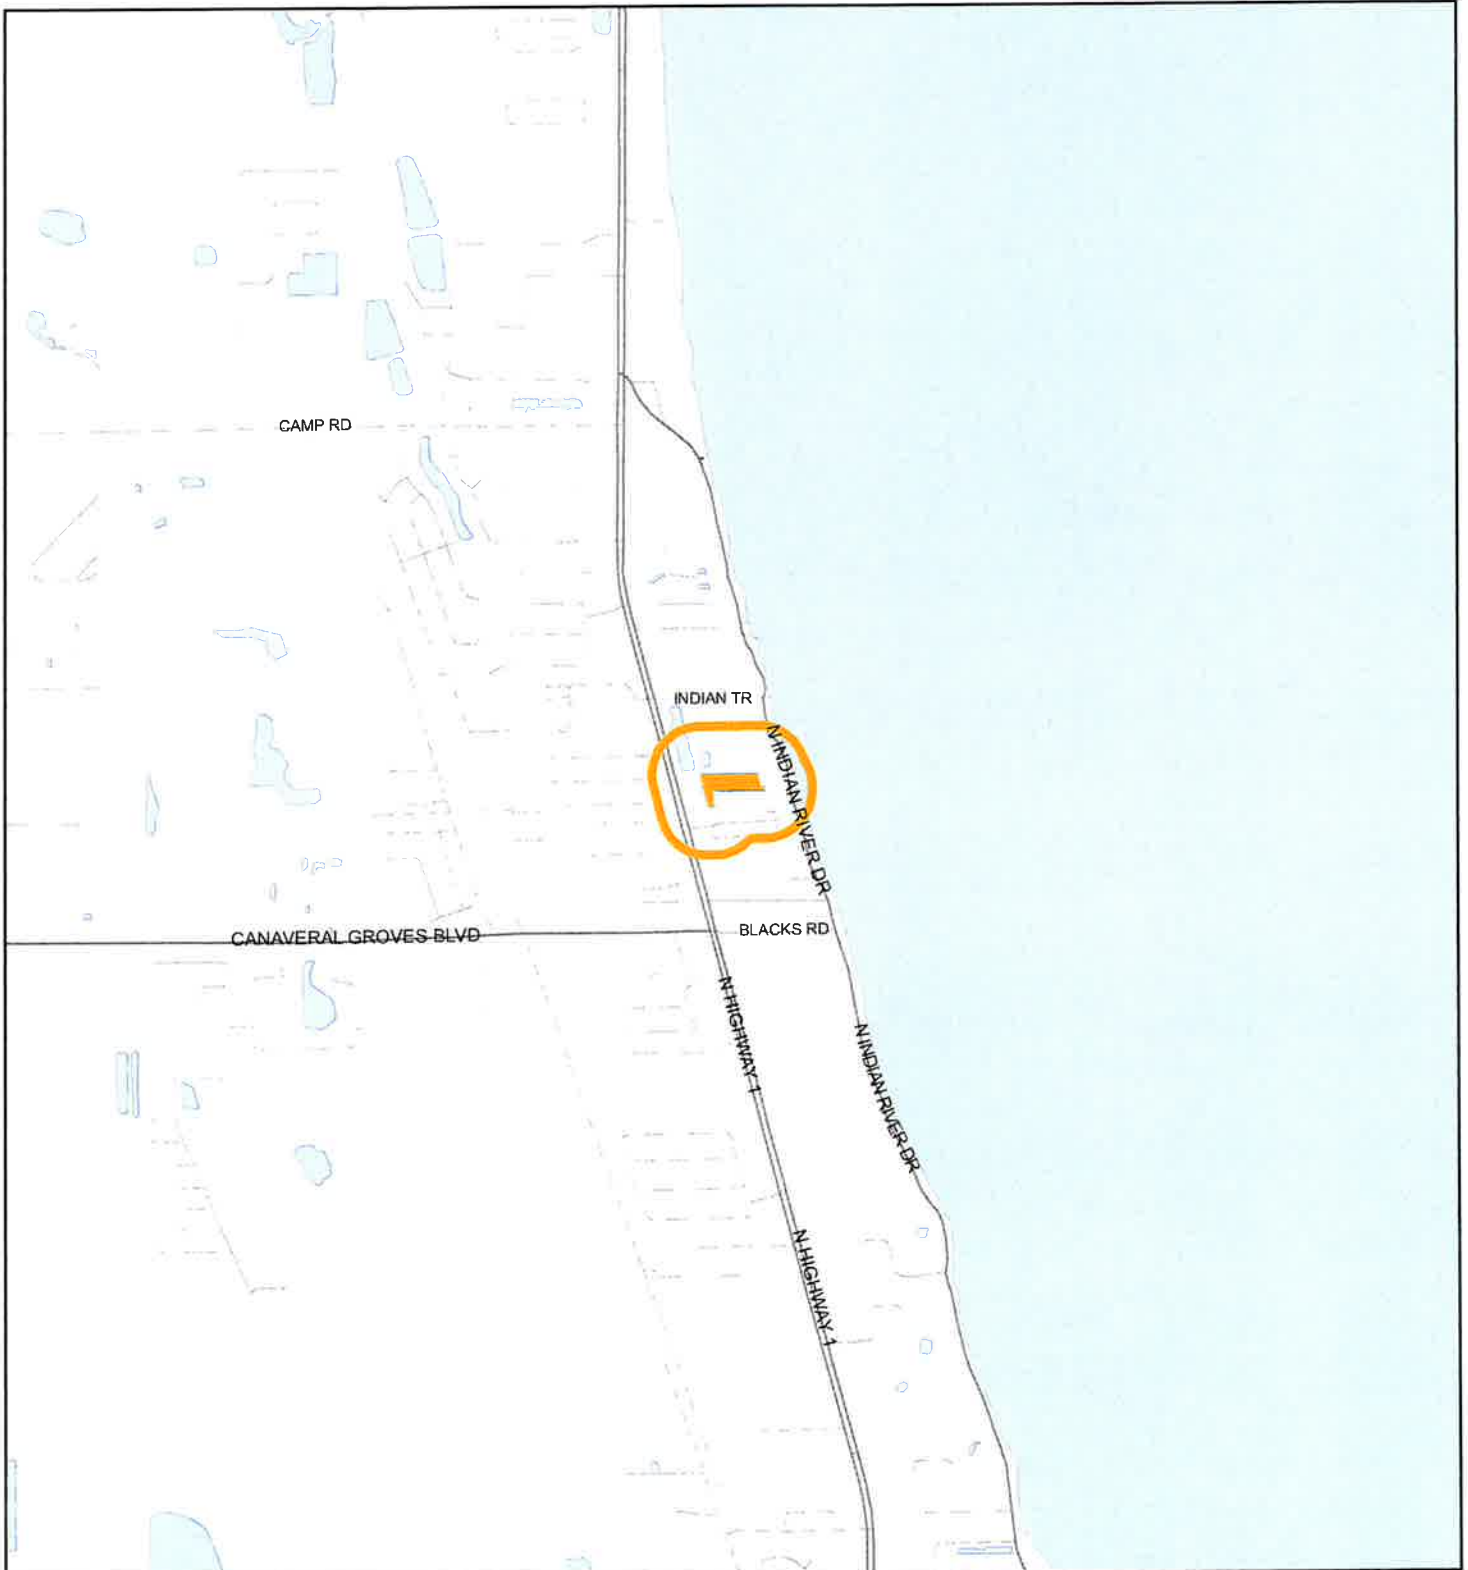 CAMP RD
INDIAN TR
N INDIAN RIVER DR
BLACKS RD
CANAVERAL GROVES BLVD
N HIGHWAY 1
N INDIAN RIVER DR
N HIGHWAY 1